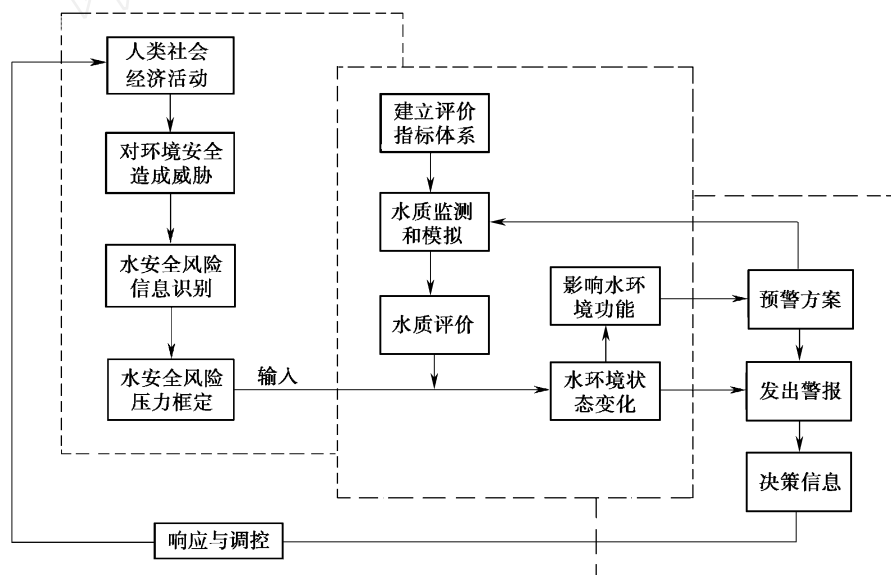 人类社会
经济活动
对环境安全
造成威胁
水安全风险
信息识别
水安全风险
压力框定
输入
建立评价
指标体系
水质监测
和模拟
水质评价
影响水环
境功能
水环境状
态变化
预警方案
发出警报
决策信息
响应与调控